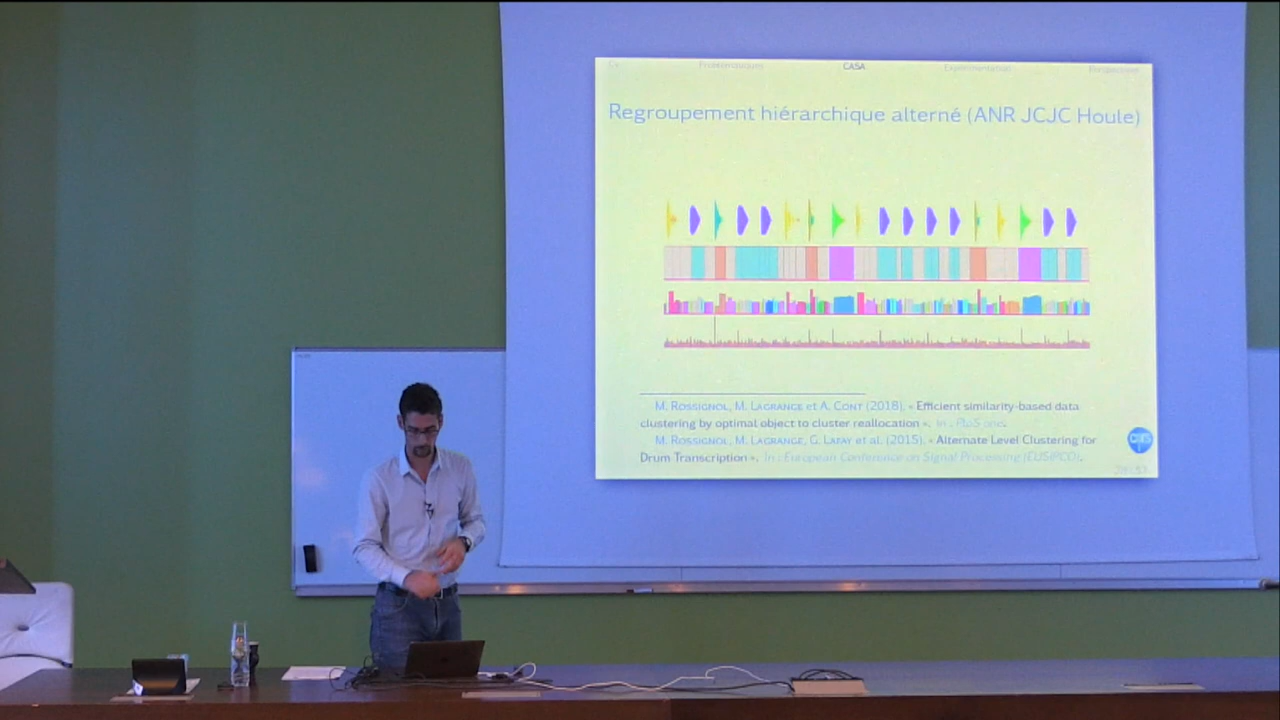 CASA
Expérimentation
Regroupement hiérarchique alterné (ANR JCJC Houle)
M. Rossignol, M. Lagrange et A. Cont (2018). « Efficient similarity-based data
clustering by optimal object to cluster reallocation ». In : PloS one.
M. Rossignol, M. Lagrange, G. Lafay et al. (2015). « Alternate Level Clustering for
Drum Transcription ». In : European Conference on Signal Processing (EUSIPCO).